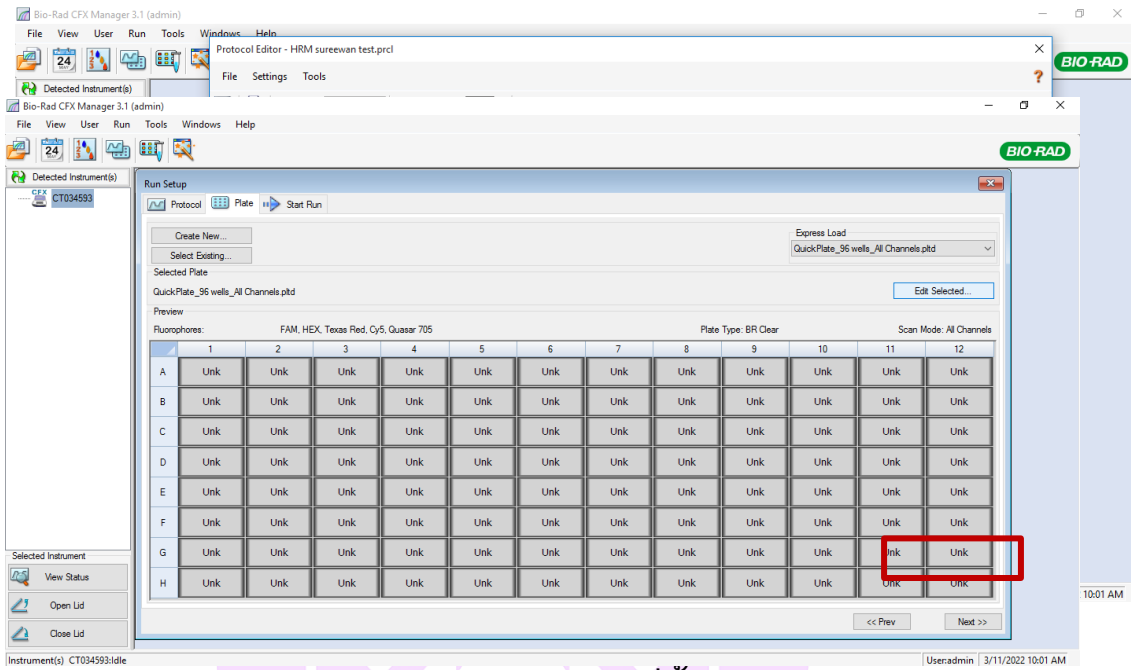 Bio-Rad CFX Manager 3.1 (admin)
File View User Run Tools Windows Help
Protocol Editor - HRM sureewan test.prcl
File Settings Tools
?
BIO-RAD
Detected Instrument(s)
Bio-Rad CFX Manager 3.1 (admin)
File View User Run Tools Windows Help
BIO-RAD
Detected Instrument(s)
CFX CT034593
Run Setup
Protocol Plate Start Run
Create New...
Select Existing...
Express Load
QuickPlate_96 wells_All Channels.pltd
Selected Plate
QuickPlate_96 wells_All Channels.pltd
Edit Selected...
Preview
Fluorophores: FAM, HEX, Texas Red, Cy5, Quasar 705 Plate Type: BR Clear Scan Mode: All Channels
1 2 3 4 5 6 7 8 9 10 11 12
A Unk Unk Unk Unk Unk Unk Unk Unk Unk Unk Unk Unk
B Unk Unk Unk Unk Unk Unk Unk Unk Unk Unk Unk Unk
C Unk Unk Unk Unk Unk Unk Unk Unk Unk Unk Unk Unk
D Unk Unk Unk Unk Unk Unk Unk Unk Unk Unk Unk Unk
E Unk Unk Unk Unk Unk Unk Unk Unk Unk Unk Unk Unk
F Unk Unk Unk Unk Unk Unk Unk Unk Unk Unk Unk Unk
G Unk Unk Unk Unk Unk Unk Unk Unk Unk Unk Unk Unk
H Unk Unk Unk Unk Unk Unk Unk Unk Unk Unk Unk Unk
<< Prev Next >>
Selected Instrument
View Status
Open Lid
Close Lid
10:01 AM
Instrument(s) CT034593:Idle
User:admin 3/11/2022 10:01 AM